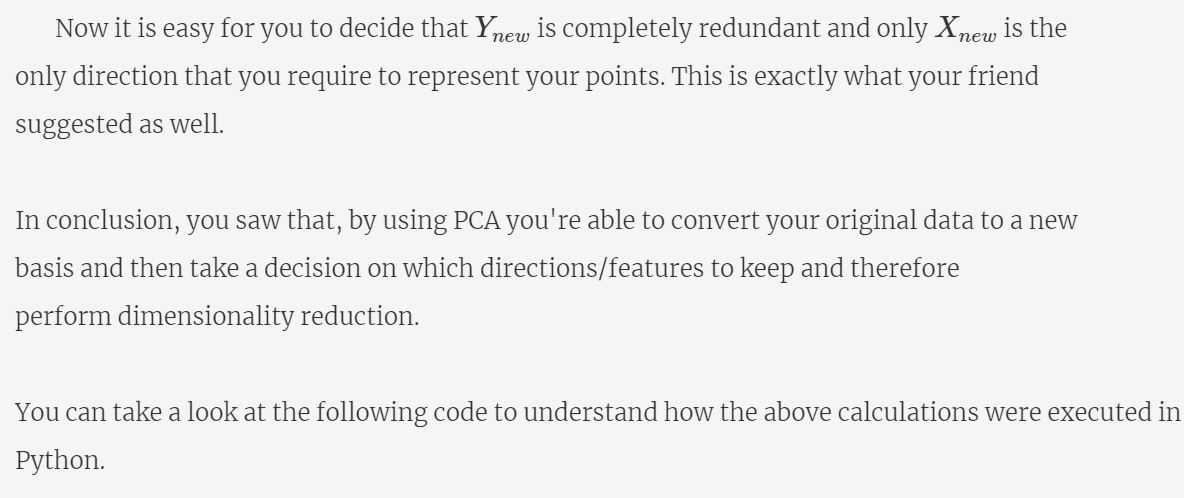 Now it is easy for you to decide that Y_new is completely redundant and only X_new is the
only direction that you require to represent your points. This is exactly what your friend
suggested as well.
In conclusion, you saw that, by using PCA you're able to convert your original data to a new
basis and then take a decision on which directions/features to keep and therefore
perform dimensionality reduction.
You can take a look at the following code to understand how the above calculations were executed in
Python.